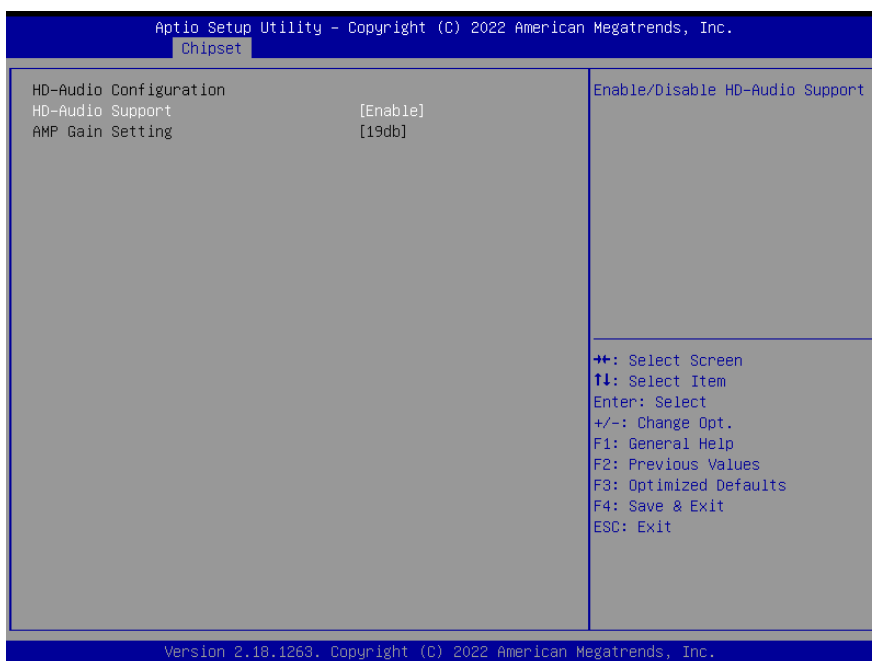 Aptio Setup Utility – Copyright (C) 2022 American Megatrends, Inc.
Chipset
HD-Audio Configuration
HD-Audio Support [Enable]
AMP Gain Setting [19db]
Enable/Disable HD-Audio Support
→←: Select Screen
↑↓: Select Item
Enter: Select
+/-: Change Opt.
F1: General Help
F2: Previous Values
F3: Optimized Defaults
F4: Save & Exit
ESC: Exit
Version 2.18.1263. Copyright (C) 2022 American Megatrends, Inc.